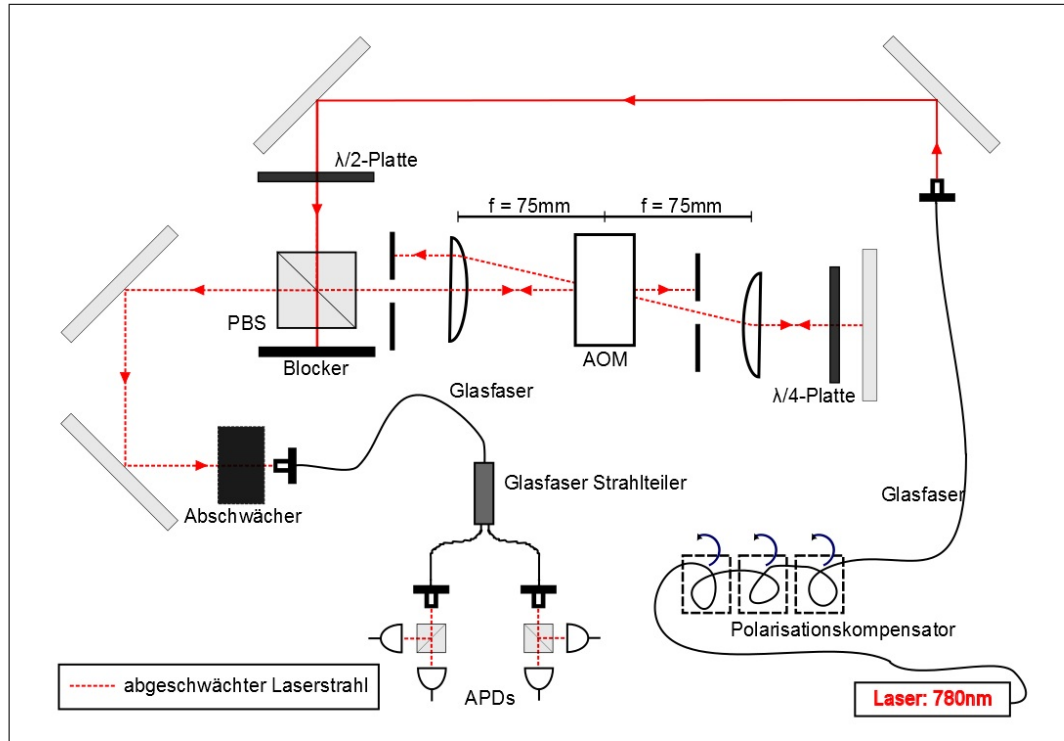 λ/2-Platte
f = 75mm
f = 75mm
PBS
Blocker
AOM
λ/4-Platte
Glasfaser
Glasfaser Strahlteiler
Glasfaser
Abschwächer
Polarisationskompensator
abgeschwächter Laserstrahl
APDs
Laser: 780nm